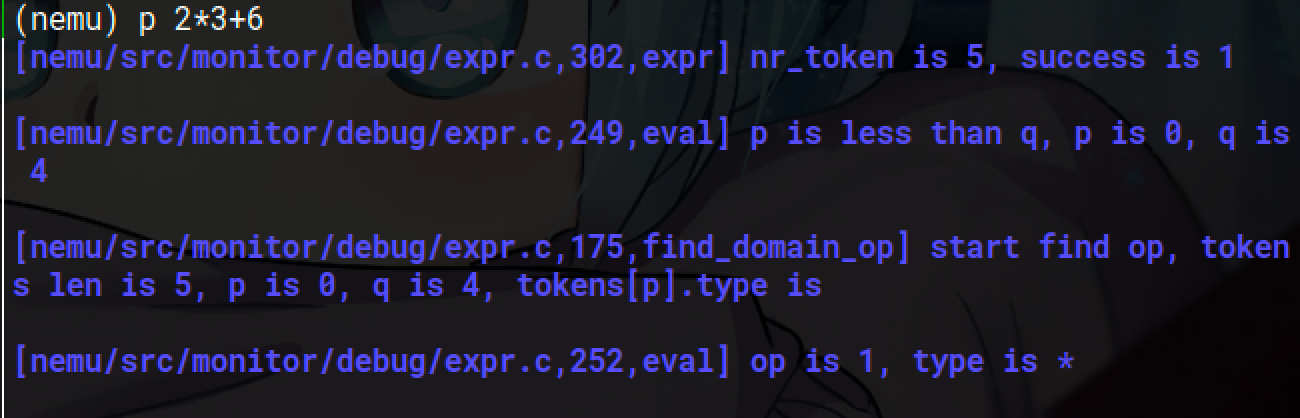 (nemu) p 2*3+6
[nemu/src/monitor/debug/expr.c,302,expr] nr_token is 5, success is 1
[nemu/src/monitor/debug/expr.c,249,eval] p is less than q, p is 0, q is
4
[nemu/src/monitor/debug/expr.c,175,find_domain_op] start find op, token
s len is 5, p is 0, q is 4, tokens[p].type is
[nemu/src/monitor/debug/expr.c,252,eval] op is 1, type is *